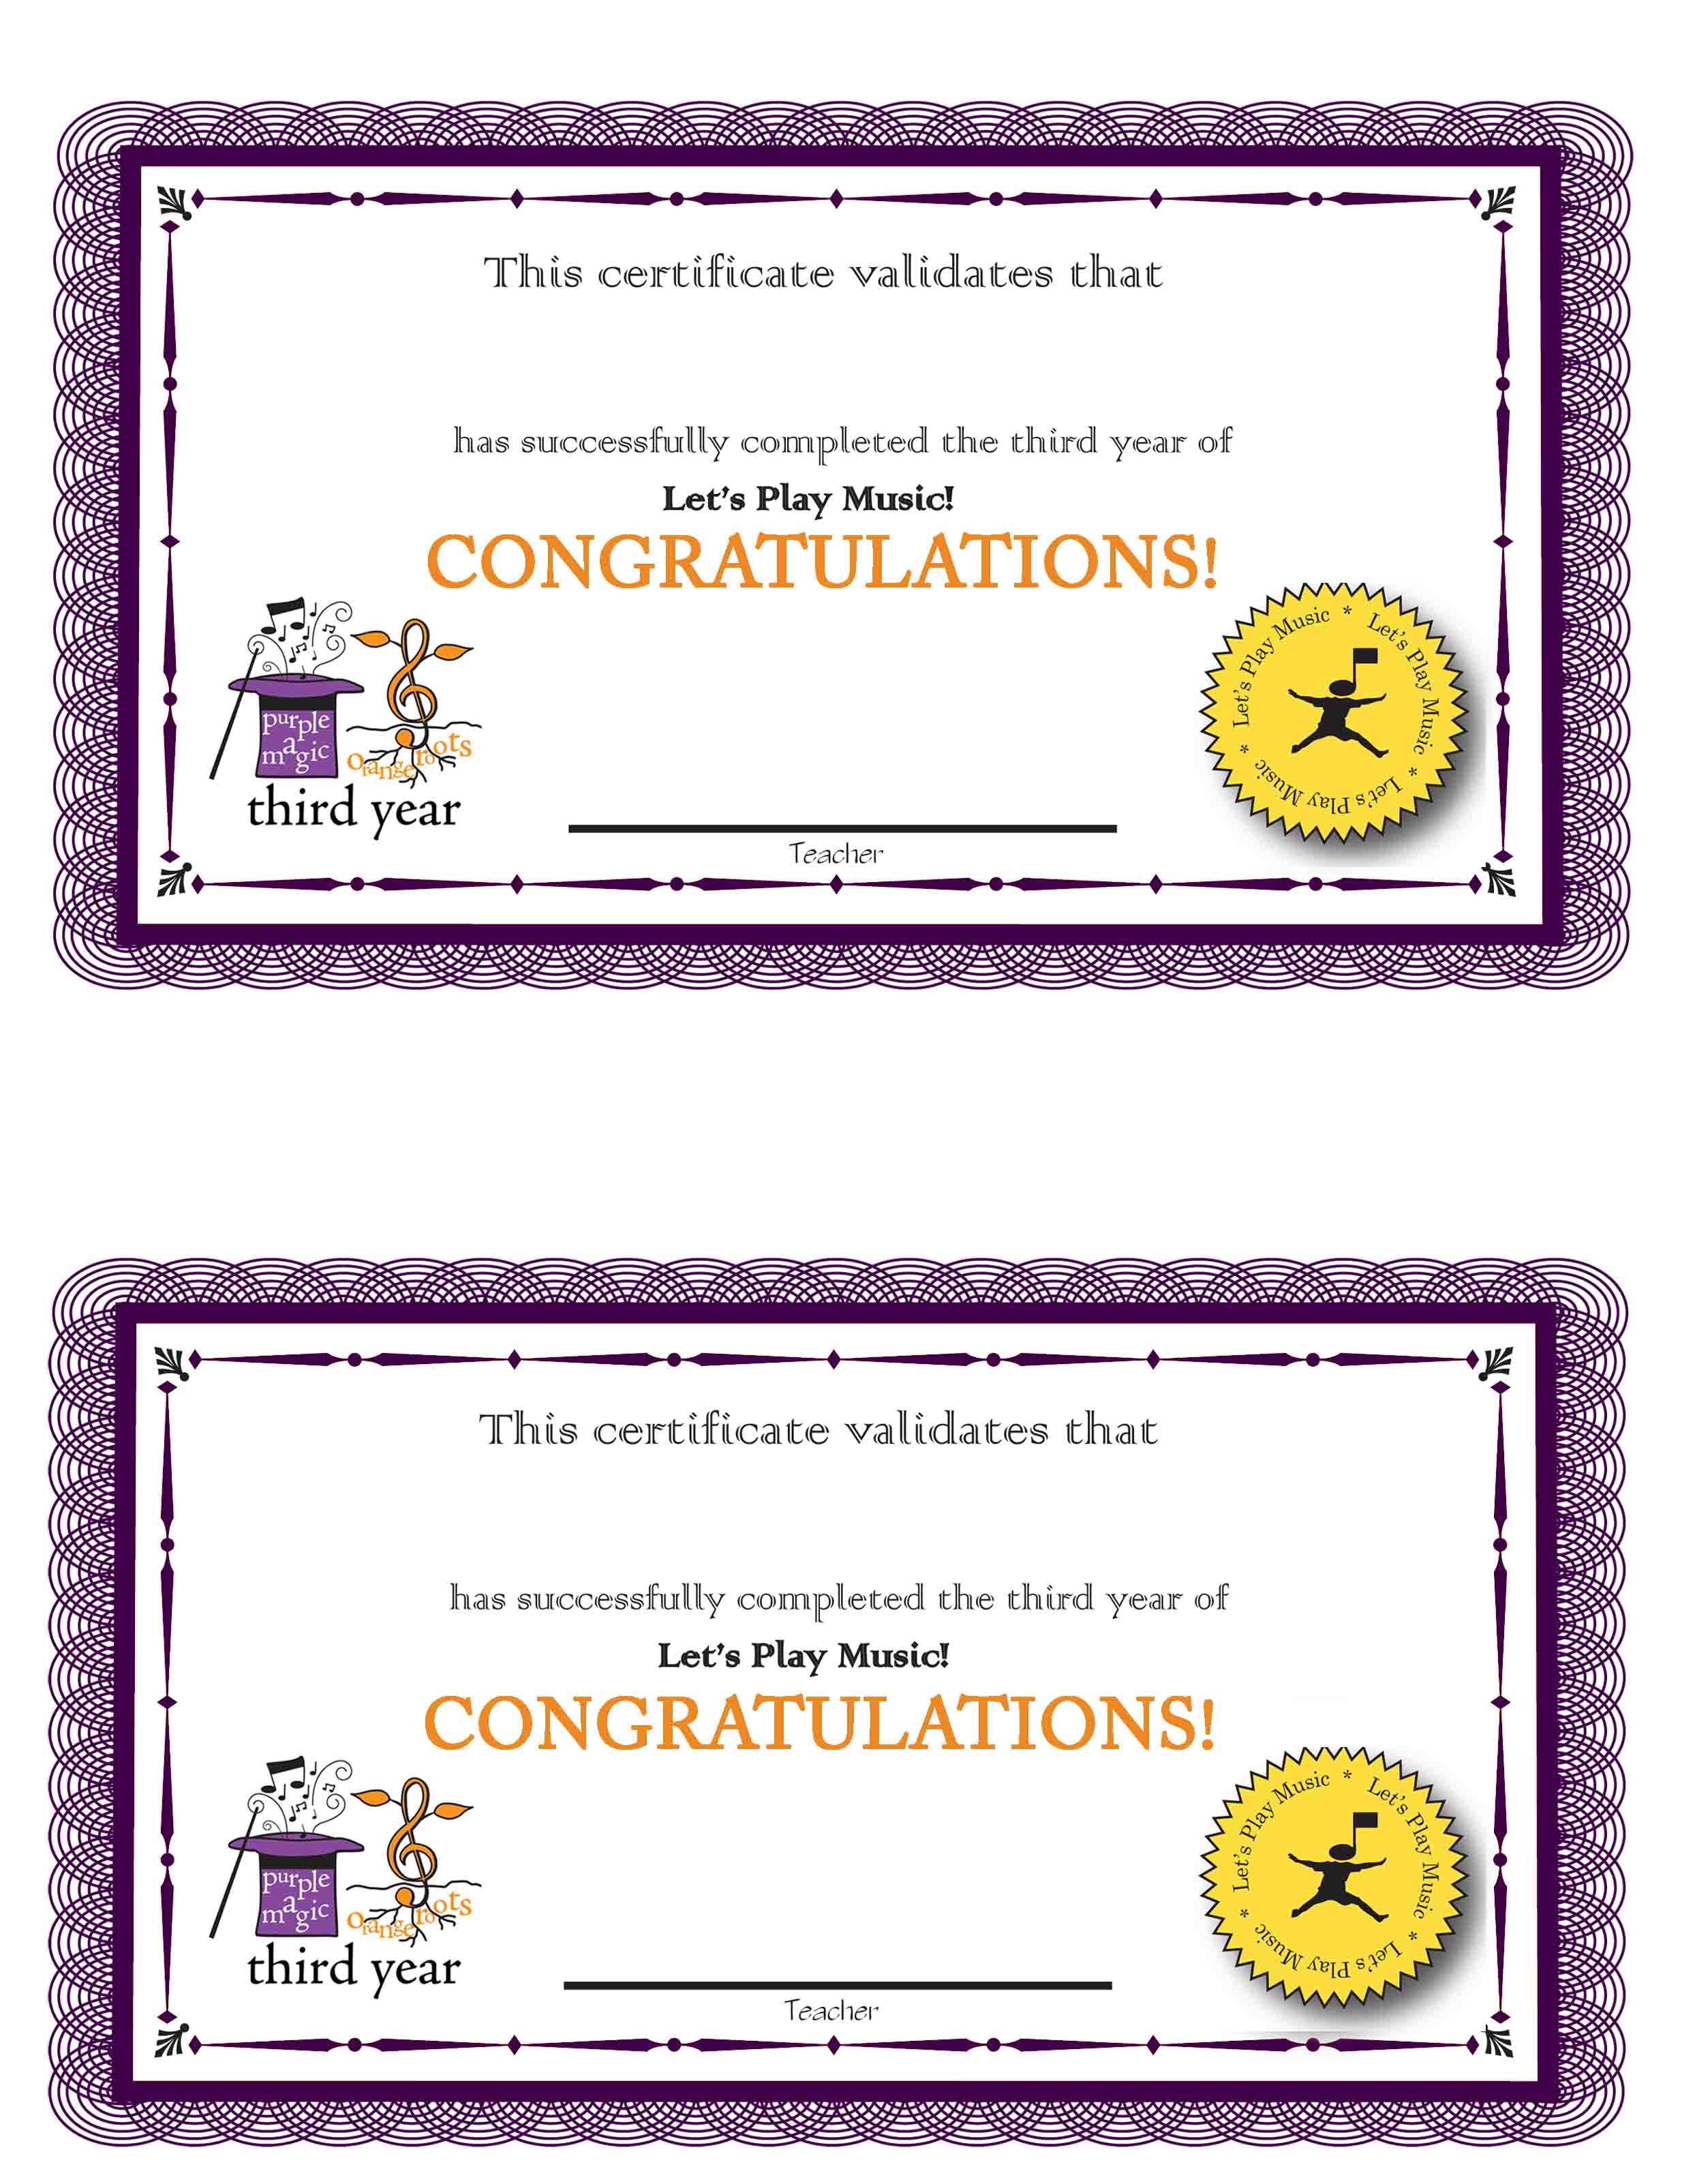 This certificate validates that
has successfully completed the third year of
Let's Play Music!
CONGRATULATIONS!
purple
magic
Orange roots
third year
Let's Play Music * Let's Play Music * Let's Play Music *
Teacher
This certificate validates that
has successfully completed the third year of
Let's Play Music!
CONGRATULATIONS!
purple
magic
Orange roots
third year
Let's Play Music * Let's Play Music * Let's Play Music *
Teacher